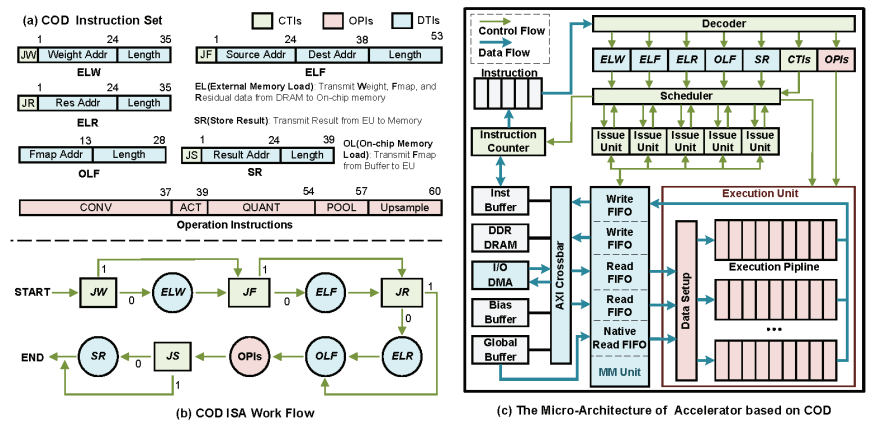 (a) COD Instruction Set
CTIs OPIs DTIs
1 24 35
JW Weight Addr Length
ELW
1 24 38 53
JF Source Addr Dest Addr Length
ELF
1 24 35
JR Res Addr Length
ELR
EL(External Memory Load): Transmit Weight, Fmap, and
Residual data from DRAM to On-chip memory
SR(Store Result): Transmit Result from EU to Memory
13 28
Fmap Addr Length
OLF
1 24 39
JS Result Addr Length
SR
OL(On-chip Memory
Load): Transmit Fmap
from Buffer to EU
37 39 54 57 60
CONV ACT QUANT POOL Upsample
Operation Instructions
START JW 1 0 ELW JF 1 0 ELF JR 1
0
END SR 0 JS 1 OPIs OLF ELR
(b) COD ISA Work Flow
Control Flow
Data Flow
Decoder
ELW ELF ELR OLF SR CTIs OPIs
Instruction
Scheduler
Instruction
Counter
Issue Unit
Issue Unit
Issue Unit
Issue Unit
Issue Unit
Inst
Buffer
DDR
DRAM
I/O
DMA
Bias
Buffer
Global
Buffer
AXI Crossbar
Write
FIFO
Write
FIFO
Read
FIFO
Read
FIFO
Native
Read FIFO
MM Unit
Execution Unit
Data Setup
Execution Pipline
...
(c) The Micro-Architecture of Accelerator based on COD